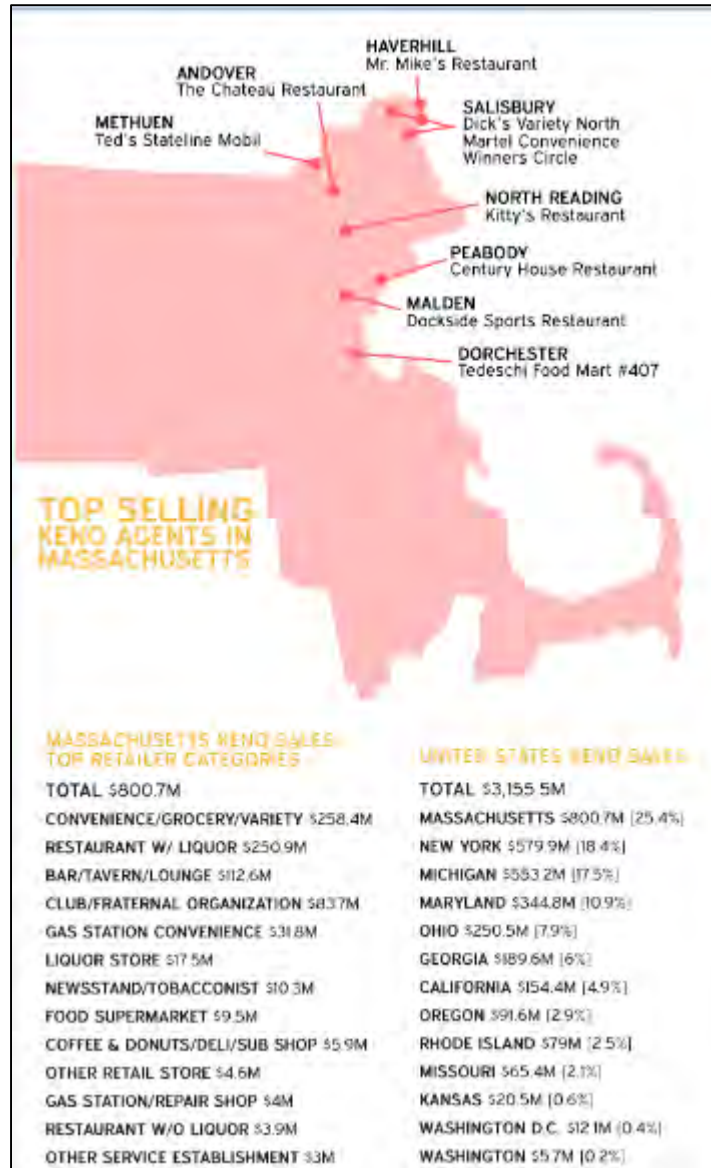 HAVERHILL
Mr. Mike's Restaurant
ANDOVER
The Chateau Restaurant
METHUEN
Ted's Stateline Mobil
SALISBURY
Dick's Variety North
Martel Convenience
Winners Circle
NORTH READING
Kitty's Restaurant
PEABODY
Century House Restaurant
MALDEN
Dockside Sports Restaurant
DORCHESTER
Tedeschi Food Mart #407
TOP SELLING
KENO AGENTS IN
MASSACHUSETTS
MASSACHUSETTS KENO SALES
TOP RETAILER CATEGORIES
TOTAL $800.7M
CONVENIENCE/GROCERY/VARIETY $258.4M
RESTAURANT W/ LIQUOR $250.9M
BAR/TAVERN/LOUNGE $112.6M
CLUB/FRATERNAL ORGANIZATION $83.7M
GAS STATION CONVENIENCE $31.8M
LIQUOR STORE $17.5M
NEWSSTAND/TOBACCONIST $10.3M
FOOD SUPERMARKET $9.5M
COFFEE & DONUTS/DELI/SUB SHOP $5.9M
OTHER RETAIL STORE $4.6M
GAS STATION/REPAIR SHOP $4M
RESTAURANT W/O LIQUOR $3.9M
OTHER SERVICE ESTABLISHMENT $3M
UNITED STATES KENO SALES
TOTAL $3,155.5M
MASSACHUSETTS $800.7M [25.4%]
NEW YORK $579.9M [18.4%]
MICHIGAN $553.2M [17.5%]
MARYLAND $344.8M [10.9%]
OHIO $250.5M [7.9%]
GEORGIA $189.6M [6%]
CALIFORNIA $154.4M [4.9%]
OREGON $91.6M [2.9%]
RHODE ISLAND $79M [2.5%]
MISSOURI $65.4M [2.1%]
KANSAS $20.5M [0.6%]
WASHINGTON D.C. $12.1M [0.4%]
WASHINGTON $5.7M [0.2%]